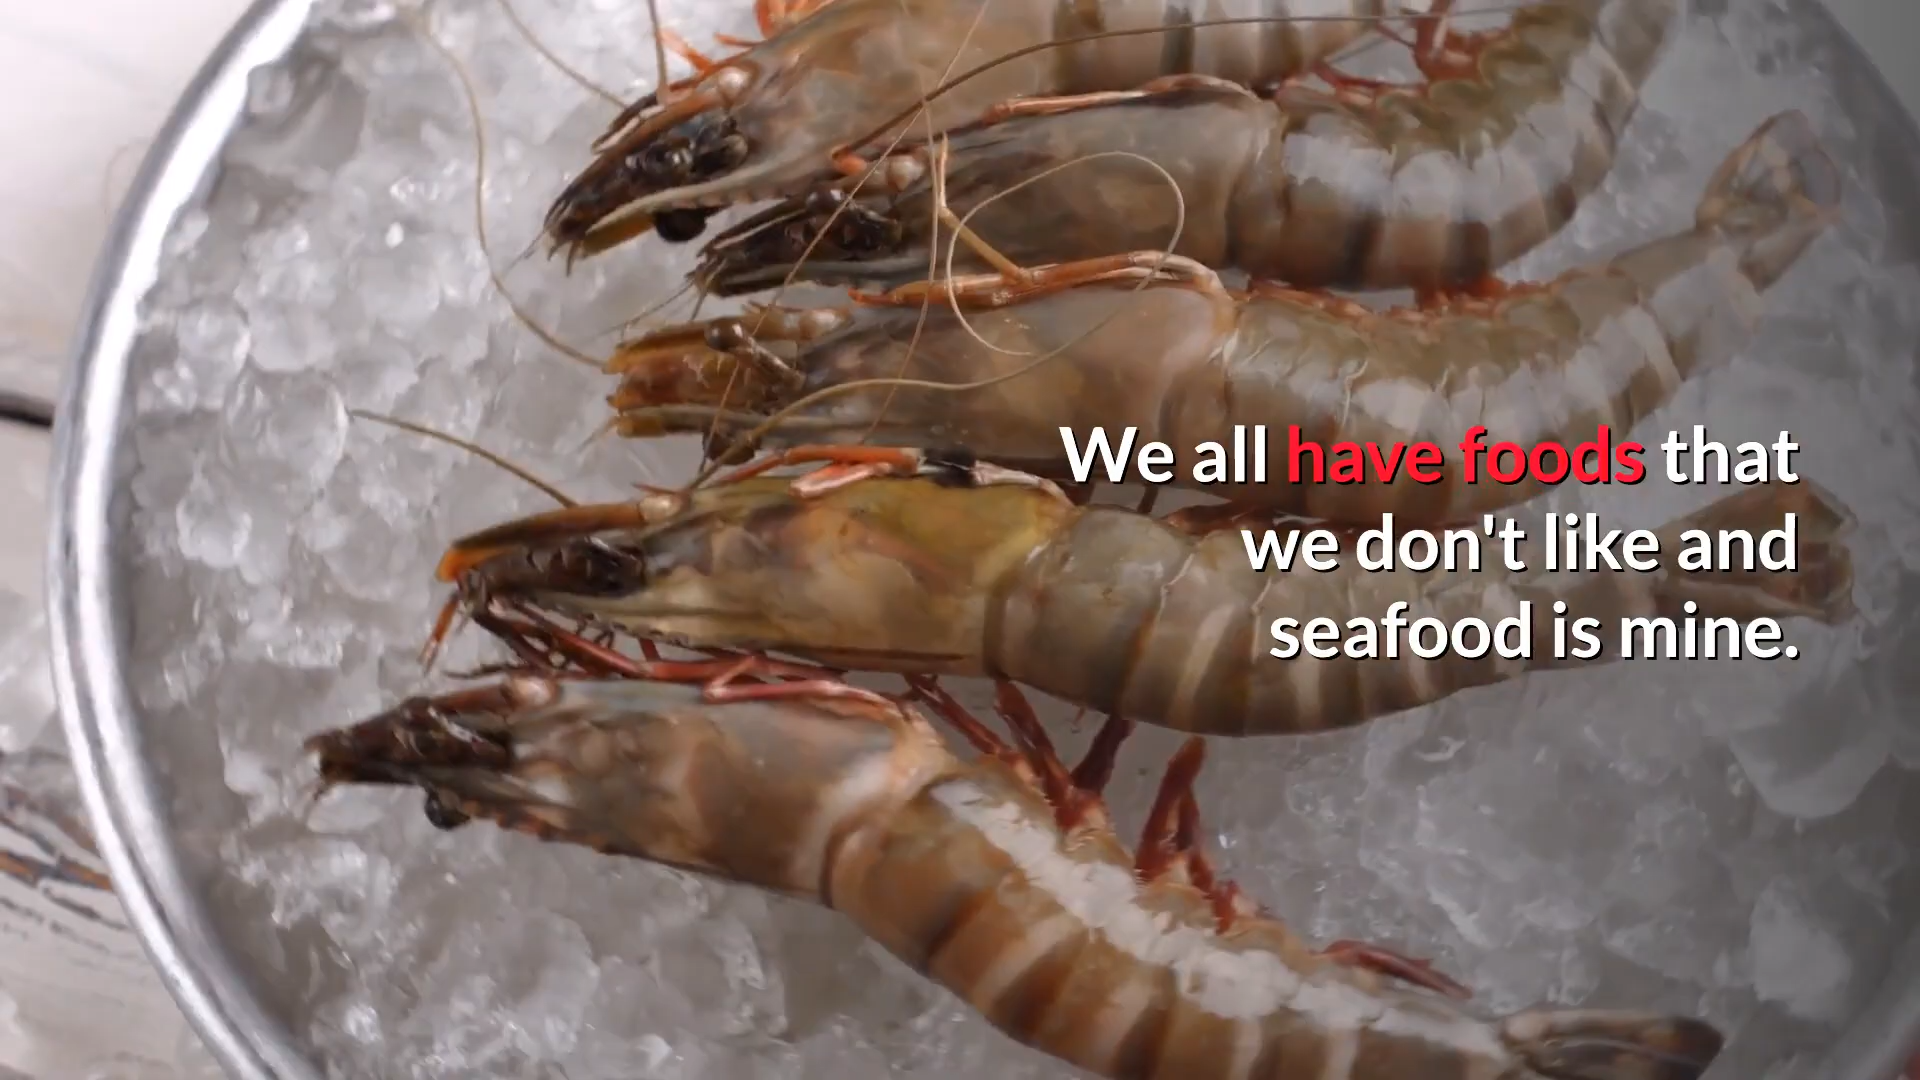 We all have foods that
we don't like and
seafood is mine.